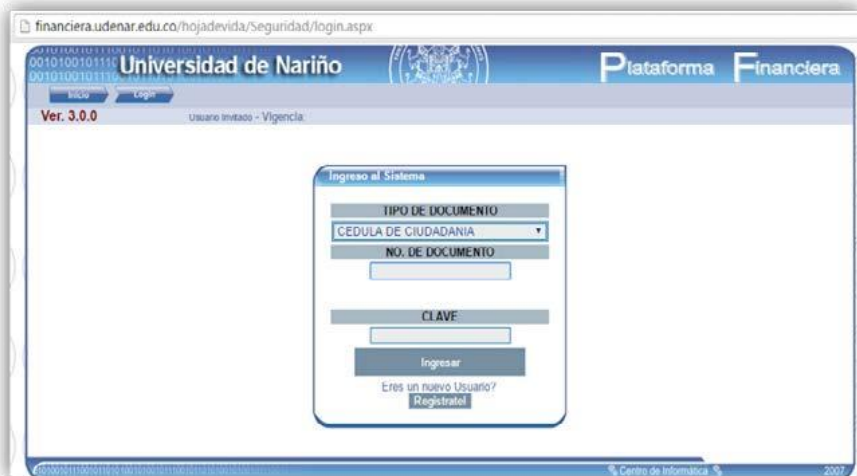 financiera.udenar.edu.co/hojadevida/Seguridad/login.aspx
Universidad de Nariño
Plataforma Financiera
Inicio Login
Ver. 3.0.0 Usuario Invitado - Vigencia:
Ingreso al Sistema
TIPO DE DOCUMENTO
CEDULA DE CIUDADANIA
NO. DE DOCUMENTO
CLAVE
Ingresar
Eres un nuevo Usuario?
Registrate!
Centro de Informática 2007